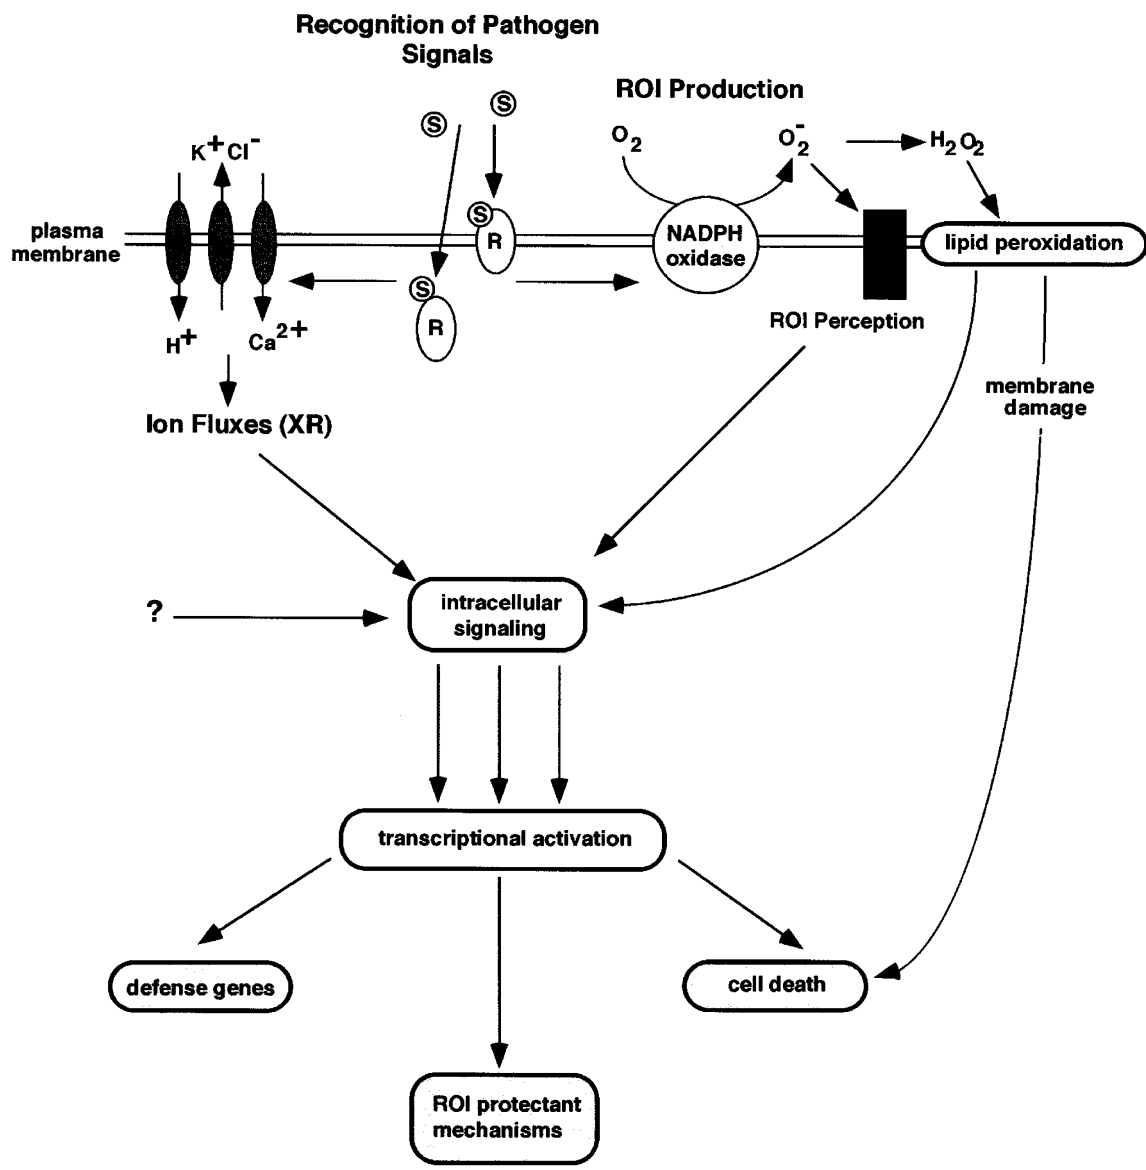 Recognition of Pathogen
Signals
ROI Production
S
S
K+ Cl-
O2
O2-
H2O2
plasma
membrane
S
R
NADPH
oxidase
lipid peroxidation
S
R
H+
Ca2+
ROI Perception
membrane
damage
Ion Fluxes (XR)
?
intracellular
signaling
transcriptional activation
defense genes
cell death
ROI protectant
mechanisms